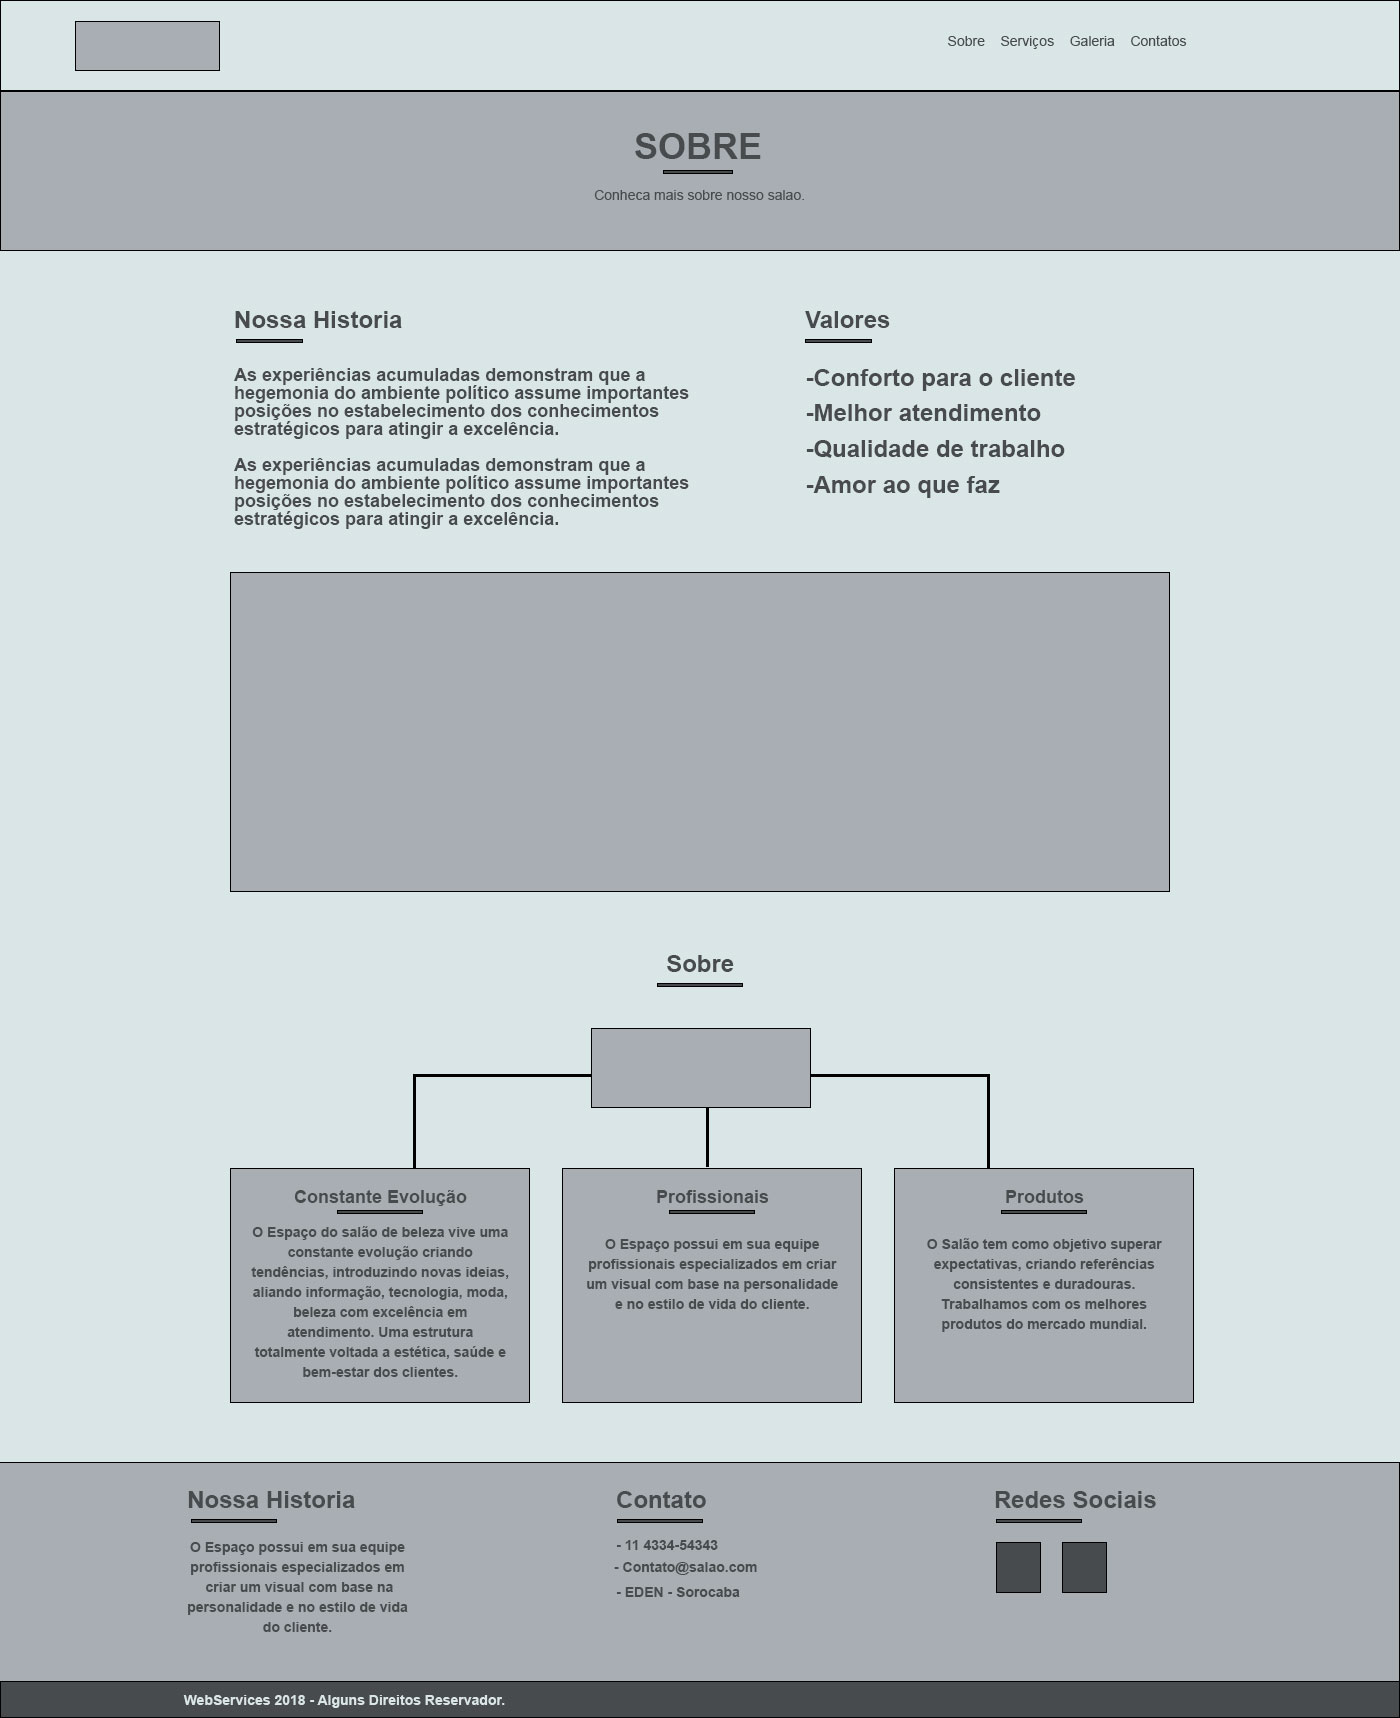 Sobre Serviços Galeria Contatos
SOBRE
Conheca mais sobre nosso salao.
Nossa Historia
As experiências acumuladas demonstram que a
hegemonia do ambiente político assume importantes
posições no estabelecimento dos conhecimentos
estratégicos para atingir a excelência.
As experiências acumuladas demonstram que a
hegemonia do ambiente político assume importantes
posições no estabelecimento dos conhecimentos
estratégicos para atingir a excelência.
Valores
-Conforto para o cliente
-Melhor atendimento
-Qualidade de trabalho
-Amor ao que faz
Sobre
Constante Evolução
O Espaço do salão de beleza vive uma
constante evolução criando
tendências, introduzindo novas ideias,
aliando informação, tecnologia, moda,
beleza com excelência em
atendimento. Uma estrutura
totalmente voltada a estética, saúde e
bem-estar dos clientes.
Profissionais
O Espaço possui em sua equipe
profissionais especializados em criar
um visual com base na personalidade
e no estilo de vida do cliente.
Produtos
O Salão tem como objetivo superar
expectativas, criando referências
consistentes e duradouras.
Trabalhamos com os melhores
produtos do mercado mundial.
Nossa Historia
O Espaço possui em sua equipe
profissionais especializados em
criar um visual com base na
personalidade e no estilo de vida
do cliente.
Contato
- 11 4334-54343
- Contato@salao.com
- EDEN - Sorocaba
Redes Sociais
WebServices 2018 - Alguns Direitos Reservador.